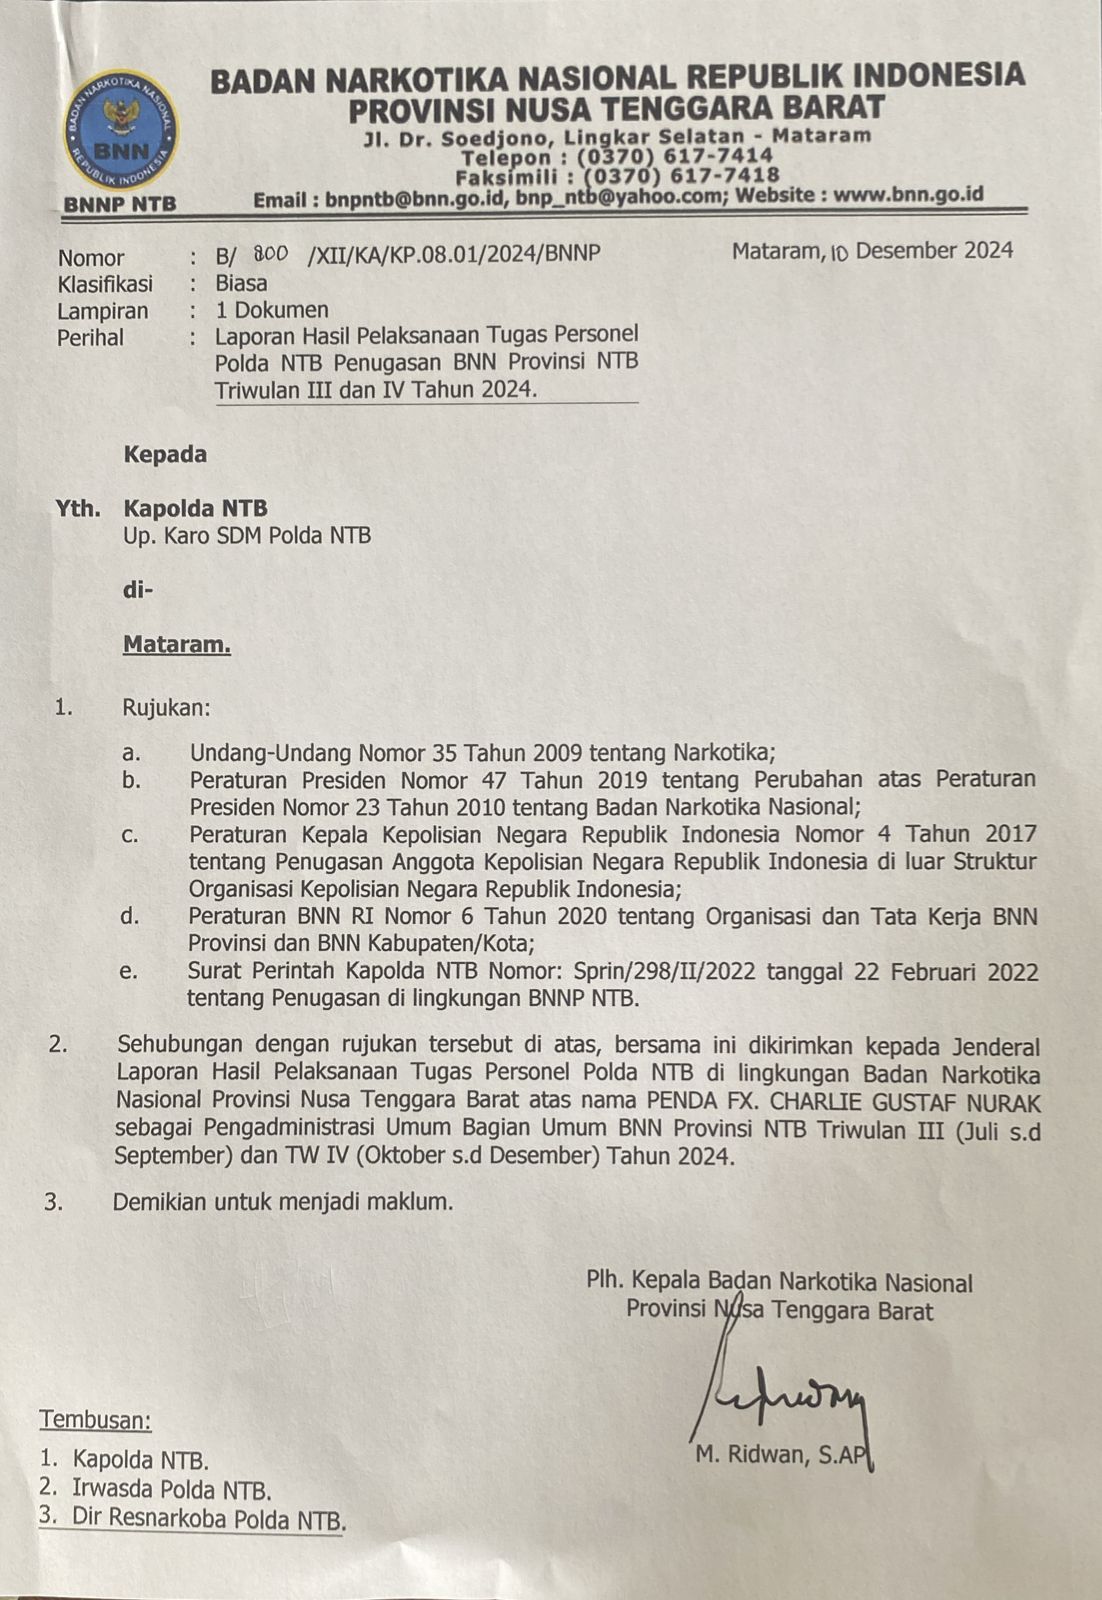 BADAN NARKOTIKA NASIONAL
BNN
REPUBLIK INDONESIA
BNNP NTB
BADAN NARKOTIKA NASIONAL REPUBLIK INDONESIA
PROVINSI NUSA TENGGARA BARAT
Jl. Dr. Soedjono, Lingkar Selatan - Mataram
Telepon : (0370) 617-7414
Faksimili : (0370) 617-7418
Email : bnpntb@bnn.go.id, bnp_ntb@yahoo.com; Website : www.bnn.go.id
Nomor : B/ 800 /XII/KA/KP.08.01/2024/BNNP Mataram, 10 Desember 2024
Klasifikasi : Biasa
Lampiran : 1 Dokumen
Perihal : Laporan Hasil Pelaksanaan Tugas Personel
Polda NTB Penugasan BNN Provinsi NTB
Triwulan III dan IV Tahun 2024.
Kepada
Yth. Kapolda NTB
Up. Karo SDM Polda NTB
di-
Mataram.
1. Rujukan:
a. Undang-Undang Nomor 35 Tahun 2009 tentang Narkotika;
b. Peraturan Presiden Nomor 47 Tahun 2019 tentang Perubahan atas Peraturan
Presiden Nomor 23 Tahun 2010 tentang Badan Narkotika Nasional;
c. Peraturan Kepala Kepolisian Negara Republik Indonesia Nomor 4 Tahun 2017
tentang Penugasan Anggota Kepolisian Negara Republik Indonesia di luar Struktur
Organisasi Kepolisian Negara Republik Indonesia;
d. Peraturan BNN RI Nomor 6 Tahun 2020 tentang Organisasi dan Tata Kerja BNN
Provinsi dan BNN Kabupaten/Kota;
e. Surat Perintah Kapolda NTB Nomor: Sprin/298/II/2022 tanggal 22 Februari 2022
tentang Penugasan di lingkungan BNNP NTB.
2. Sehubungan dengan rujukan tersebut di atas, bersama ini dikirimkan kepada Jenderal
Laporan Hasil Pelaksanaan Tugas Personel Polda NTB di lingkungan Badan Narkotika
Nasional Provinsi Nusa Tenggara Barat atas nama PENDA FX. CHARLIE GUSTAF NURAK
sebagai Pengadministrasi Umum Bagian Umum BNN Provinsi NTB Triwulan III (Juli s.d
September) dan TW IV (Oktober s.d Desember) Tahun 2024.
3. Demikian untuk menjadi maklum.
Plh. Kepala Badan Narkotika Nasional
Provinsi Nusa Tenggara Barat
M. Ridwan, S.AP
Tembusan:
1. Kapolda NTB.
2. Irwasda Polda NTB.
3. Dir Resnarkoba Polda NTB.